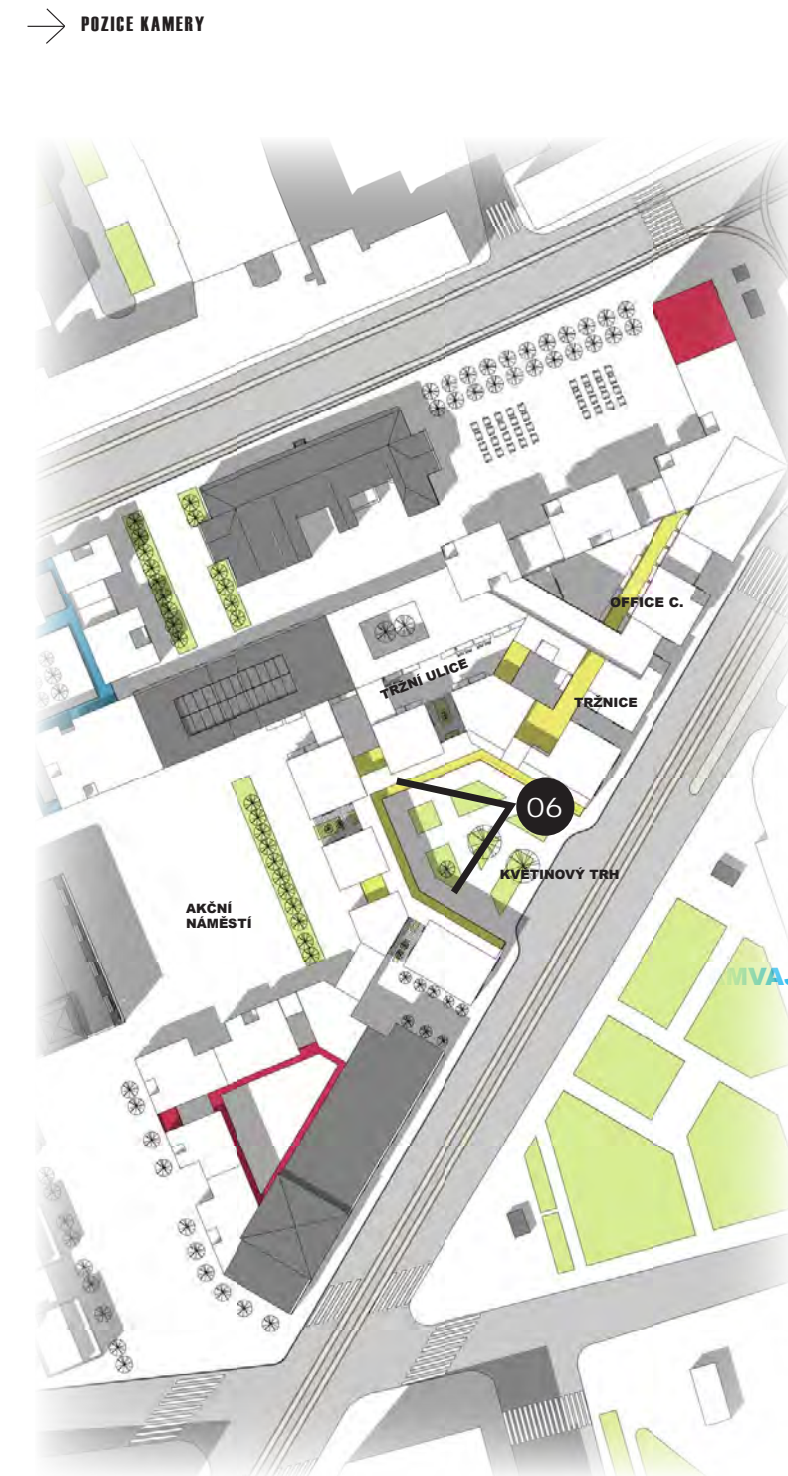 POZICE KAMERY
OFFICE C.
TRŽNÍ ULICE
TRŽNICE
06
KVĚTINOVÝ TRH
AKČNÍ
NÁMĚSTÍ